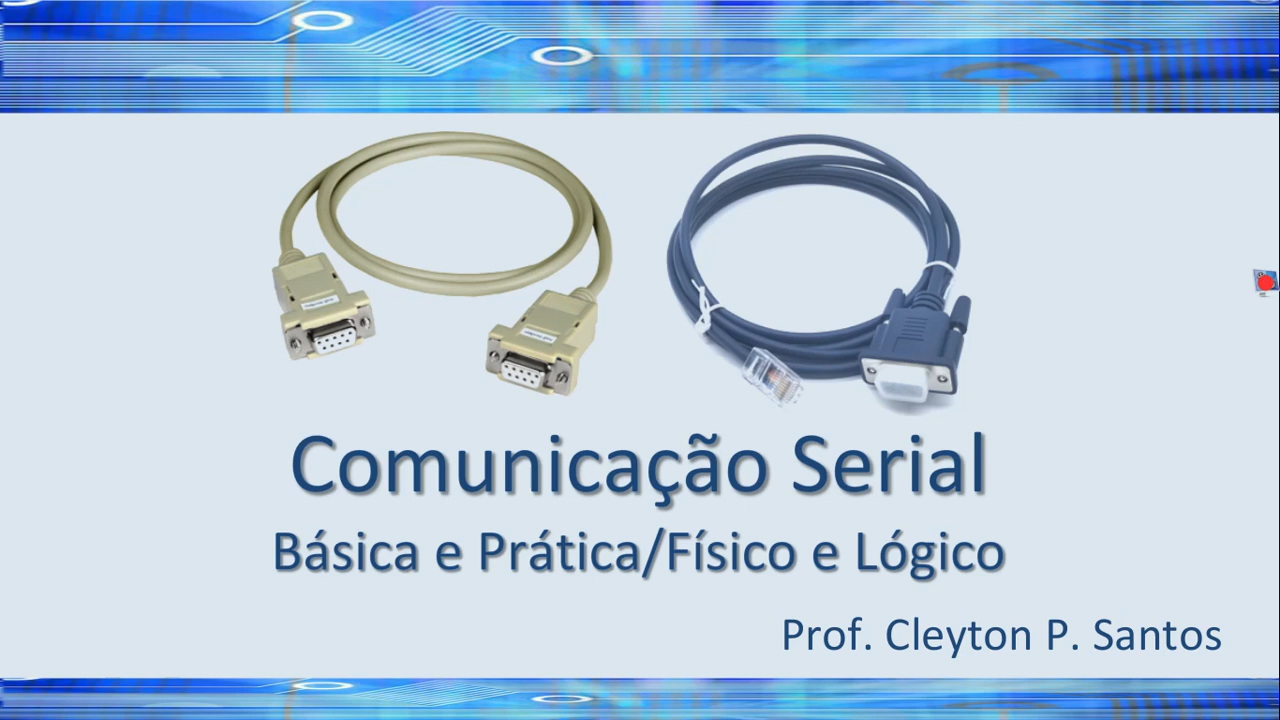 Comunicação Serial
Básica e Prática/Físico e Lógico
Prof. Cleyton P. Santos